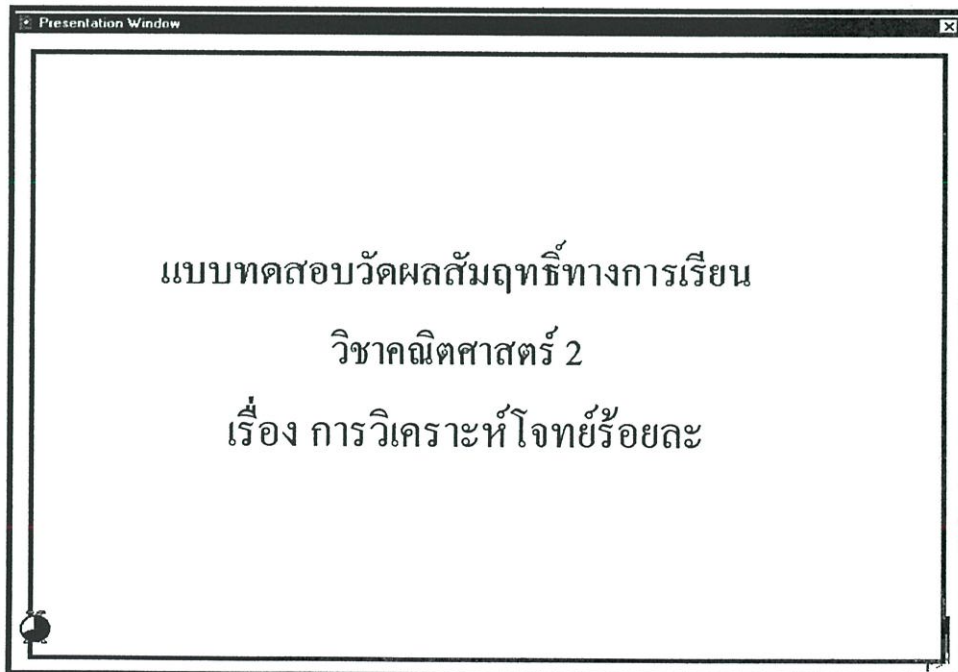 Presentation Window
แบบทดสอบวัดผลสัมฤทธิ์ทางการเรียน
วิชาคณิตศาสตร์ 2
เรื่อง การวิเคราะห์โจทย์ร้อยละ